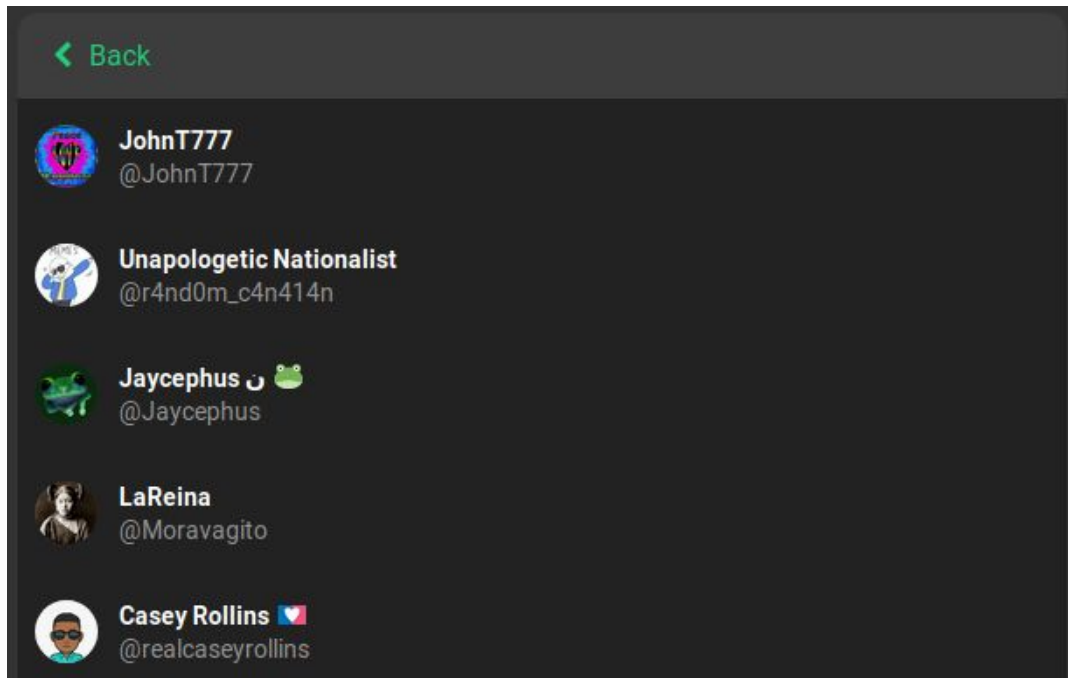 Back
JohnT777
@JohnT777
Unapologetic Nationalist
@r4nd0m_c4n414n
Jaycephus ن 🐸
@Jaycephus
LaReina
@Moravagito
Casey Rollins
@realcaseyrollins